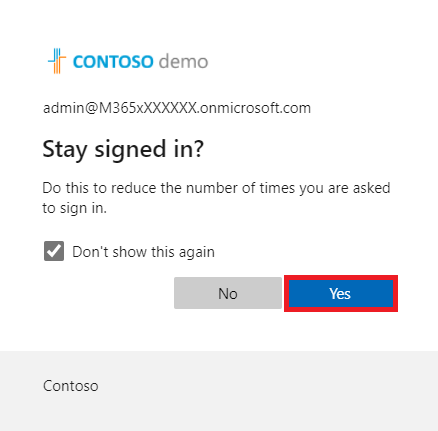 CONTOSO demo
admin@M365xXXXXXX.onmicrosoft.com
Stay signed in?
Do this to reduce the number of times you are asked
to sign in.
Don't show this again
No
Yes
Contoso